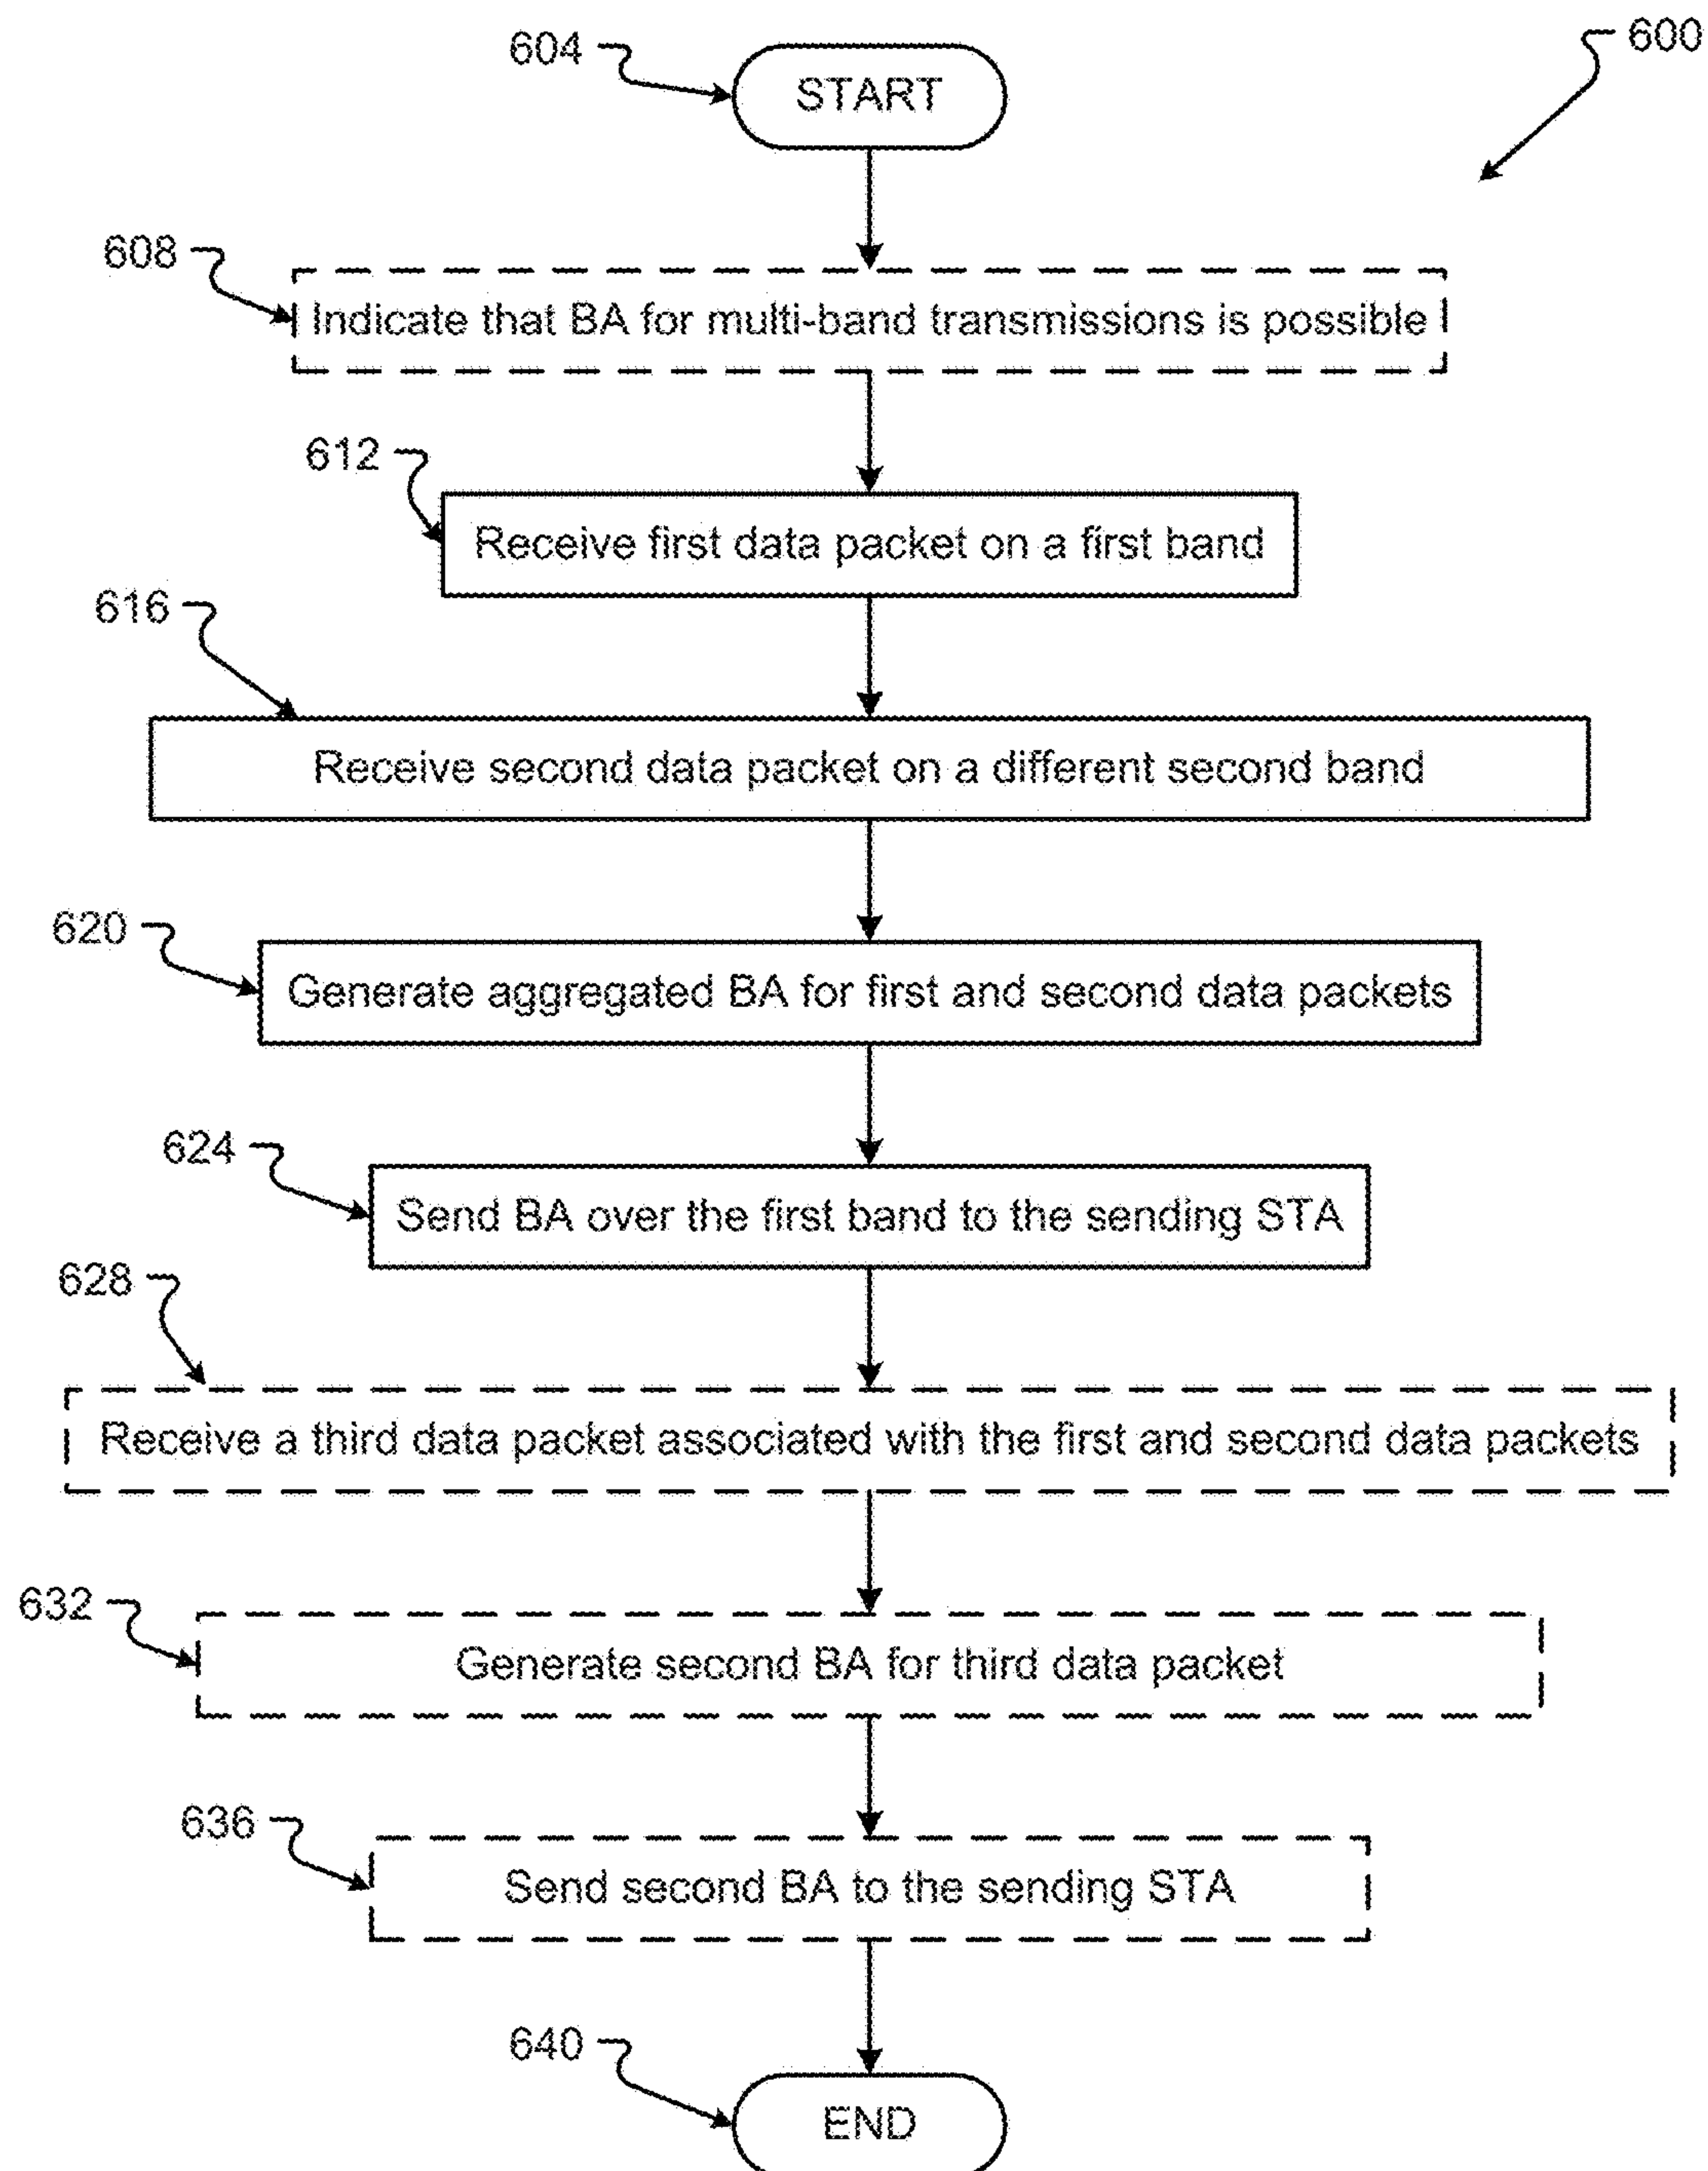 600
604
START
608
Indicate that BA for multi-band transmissions is possible
612
Receive first data packet on a first band
616
Receive second data packet on a different second band
620
Generate aggregated BA for first and second data packets
624
Send BA over the first band to the sending STA
628
Receive a third data packet associated with the first and second data packets
632
Generate second BA for third data packet
636
Send second BA to the sending STA
640
END